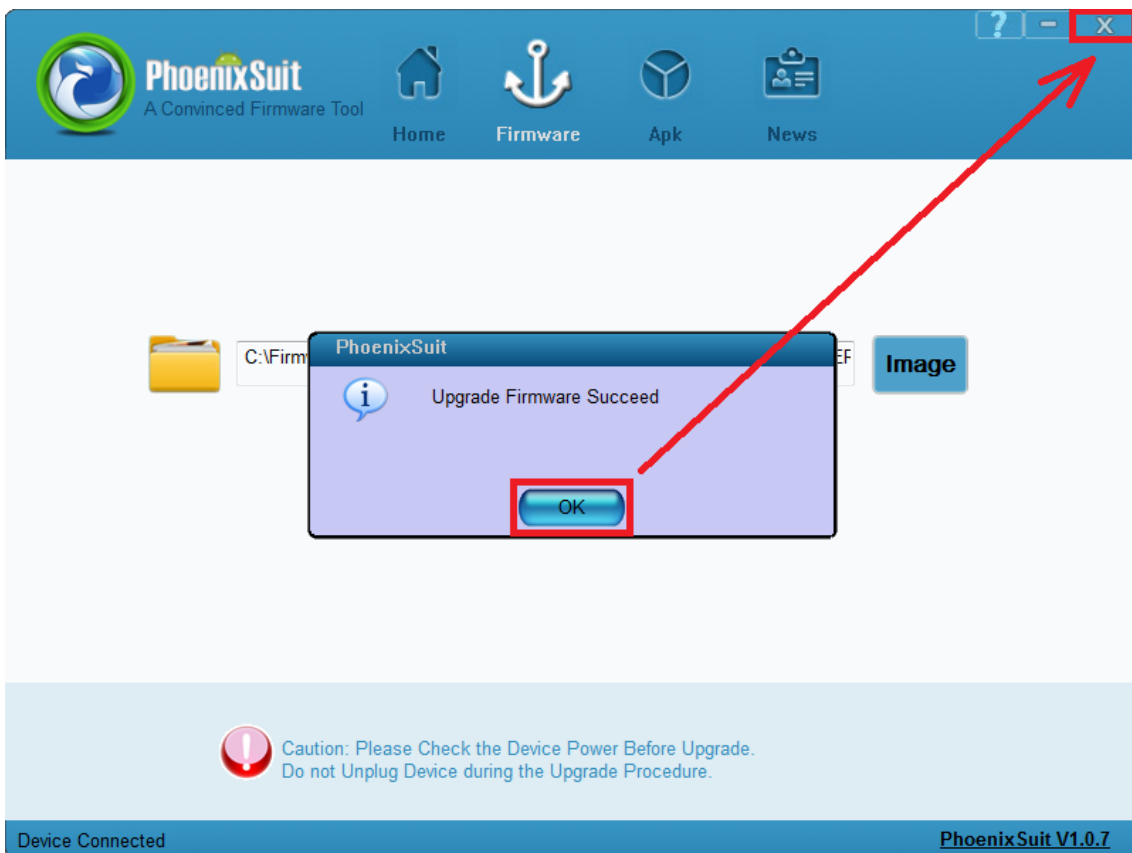 ? - X
PhoenixSuit
A Convinced Firmware Tool
Home Firmware Apk News
PhoenixSuit
C:\Firm
EF
Image
Upgrade Firmware Succeed
OK
Caution: Please Check the Device Power Before Upgrade.
Do not Unplug Device during the Upgrade Procedure.
Device Connected
PhoenixSuit V1.0.7